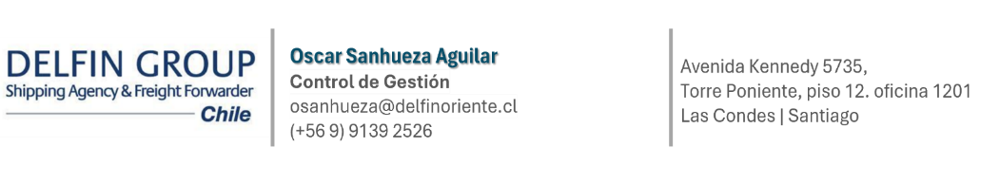 DELFIN GROUP
Shipping Agency & Freight Forwarder
Chile
Oscar Sanhueza Aguilar
Control de Gestión
osanhueza@delfinoriente.cl
(+56 9) 9139 2526
Avenida Kennedy 5735,
Torre Poniente, piso 12. oficina 1201
Las Condes | Santiago